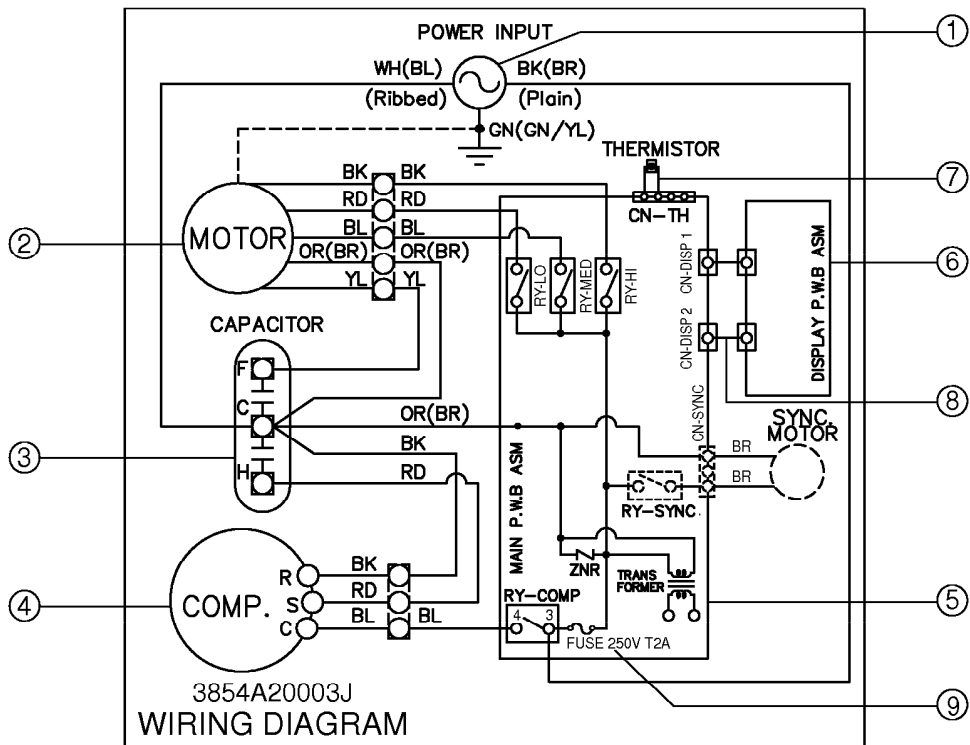 POWER INPUT
1
WH(BL)
BK(BR)
(Ribbed)
(Plain)
GN(GN/YL)
THERMISTOR
7
CN-TH
BK BK
RD RD
BL BL
OR(BR) OR(BR)
YL YL
MOTOR
2
RY-LO
RY-MED
RY-HI
CN-DISP 1
CN-DISP 2
DISPLAY P.W.B ASM
6
8
CAPACITOR
F
C
H
3
OR(BR)
BK
RD
CN-SYNC
SYNC.
MOTOR
BR
BR
RY-SYNC
MAIN P.W.B ASM
ZNR
TRANS
FORMER
5
COMP.
4
R
S
C
BK
RD
BL BL
RY-COMP
4 3
FUSE 250V T2A
9
3854A20003J
WIRING DIAGRAM